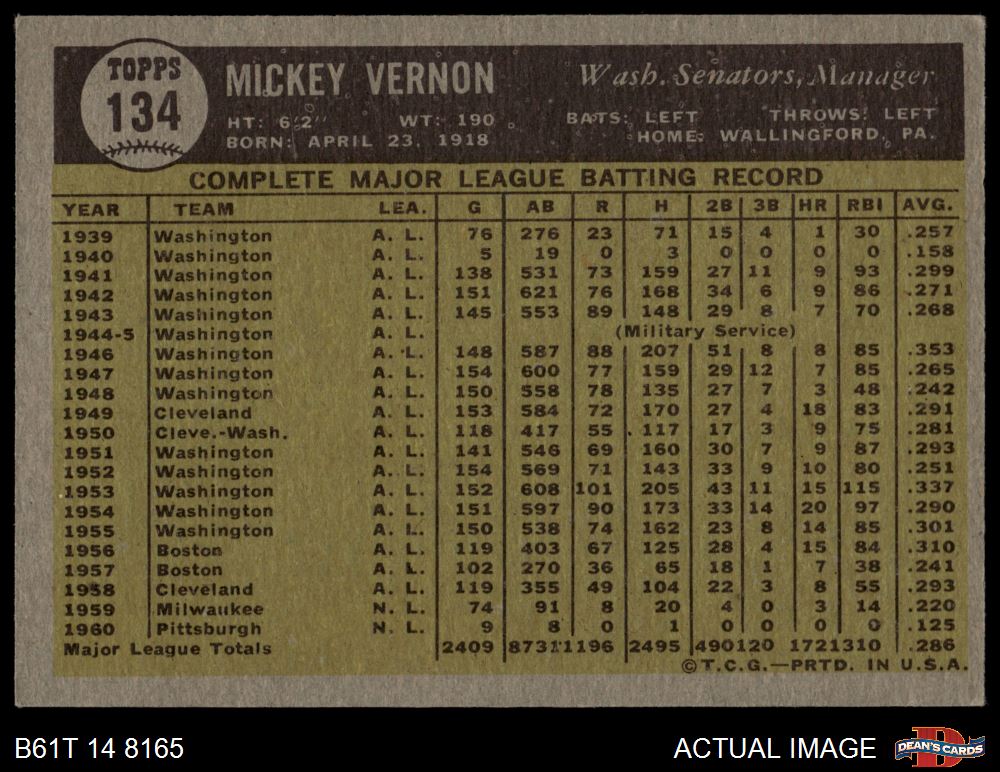 TOPPS
134
MICKEY VERNON
Wash. Senators, Manager
HT: 6'2" WT: 190 BATS: LEFT THROWS: LEFT
BORN: APRIL 23, 1918 HOME: WALLINGFORD, PA.
COMPLETE MAJOR LEAGUE BATTING RECORD
YEAR TEAM LEA. G AB R H 2B 3B HR RBI AVG.
1939 Washington A. L. 76 276 23 71 15 4 1 30 .257
1940 Washington A. L. 5 19 0 3 0 0 0 0 .158
1941 Washington A. L. 138 531 73 159 27 11 9 93 .299
1942 Washington A. L. 151 621 76 168 34 6 9 86 .271
1943 Washington A. L. 145 553 89 148 29 8 7 70 .268
1944-5 Washington A. L. (Military Service)
1946 Washington A. L. 148 587 88 207 51 8 8 85 .353
1947 Washington A. L. 154 600 77 159 29 12 7 85 .265
1948 Washington A. L. 150 558 78 135 27 7 3 48 .242
1949 Cleveland A. L. 153 584 72 170 27 4 18 83 .291
1950 Cleve.-Wash. A. L. 118 417 55 117 17 3 9 75 .281
1951 Washington A. L. 141 546 69 160 30 7 9 87 .293
1952 Washington A. L. 154 569 71 143 33 9 10 80 .251
1953 Washington A. L. 152 608 101 205 43 11 15 115 .337
1954 Washington A. L. 151 597 90 173 33 14 20 97 .290
1955 Washington A. L. 150 538 74 162 23 8 14 85 .301
1956 Boston A. L. 119 403 67 125 28 4 15 84 .310
1957 Boston A. L. 102 270 36 65 18 1 7 38 .241
1958 Cleveland A. L. 119 355 49 104 22 3 8 55 .293
1959 Milwaukee N. L. 74 91 8 20 4 0 3 14 .220
1960 Pittsburgh N. L. 9 8 0 1 0 0 0 0 .125
Major League Totals 2409 8731 1196 2495 490 120 172 1310 .286
©T.C.G.—PRTD. IN U.S.A.
B61T 14 8165
ACTUAL IMAGE
D
DEAN'S CARDS